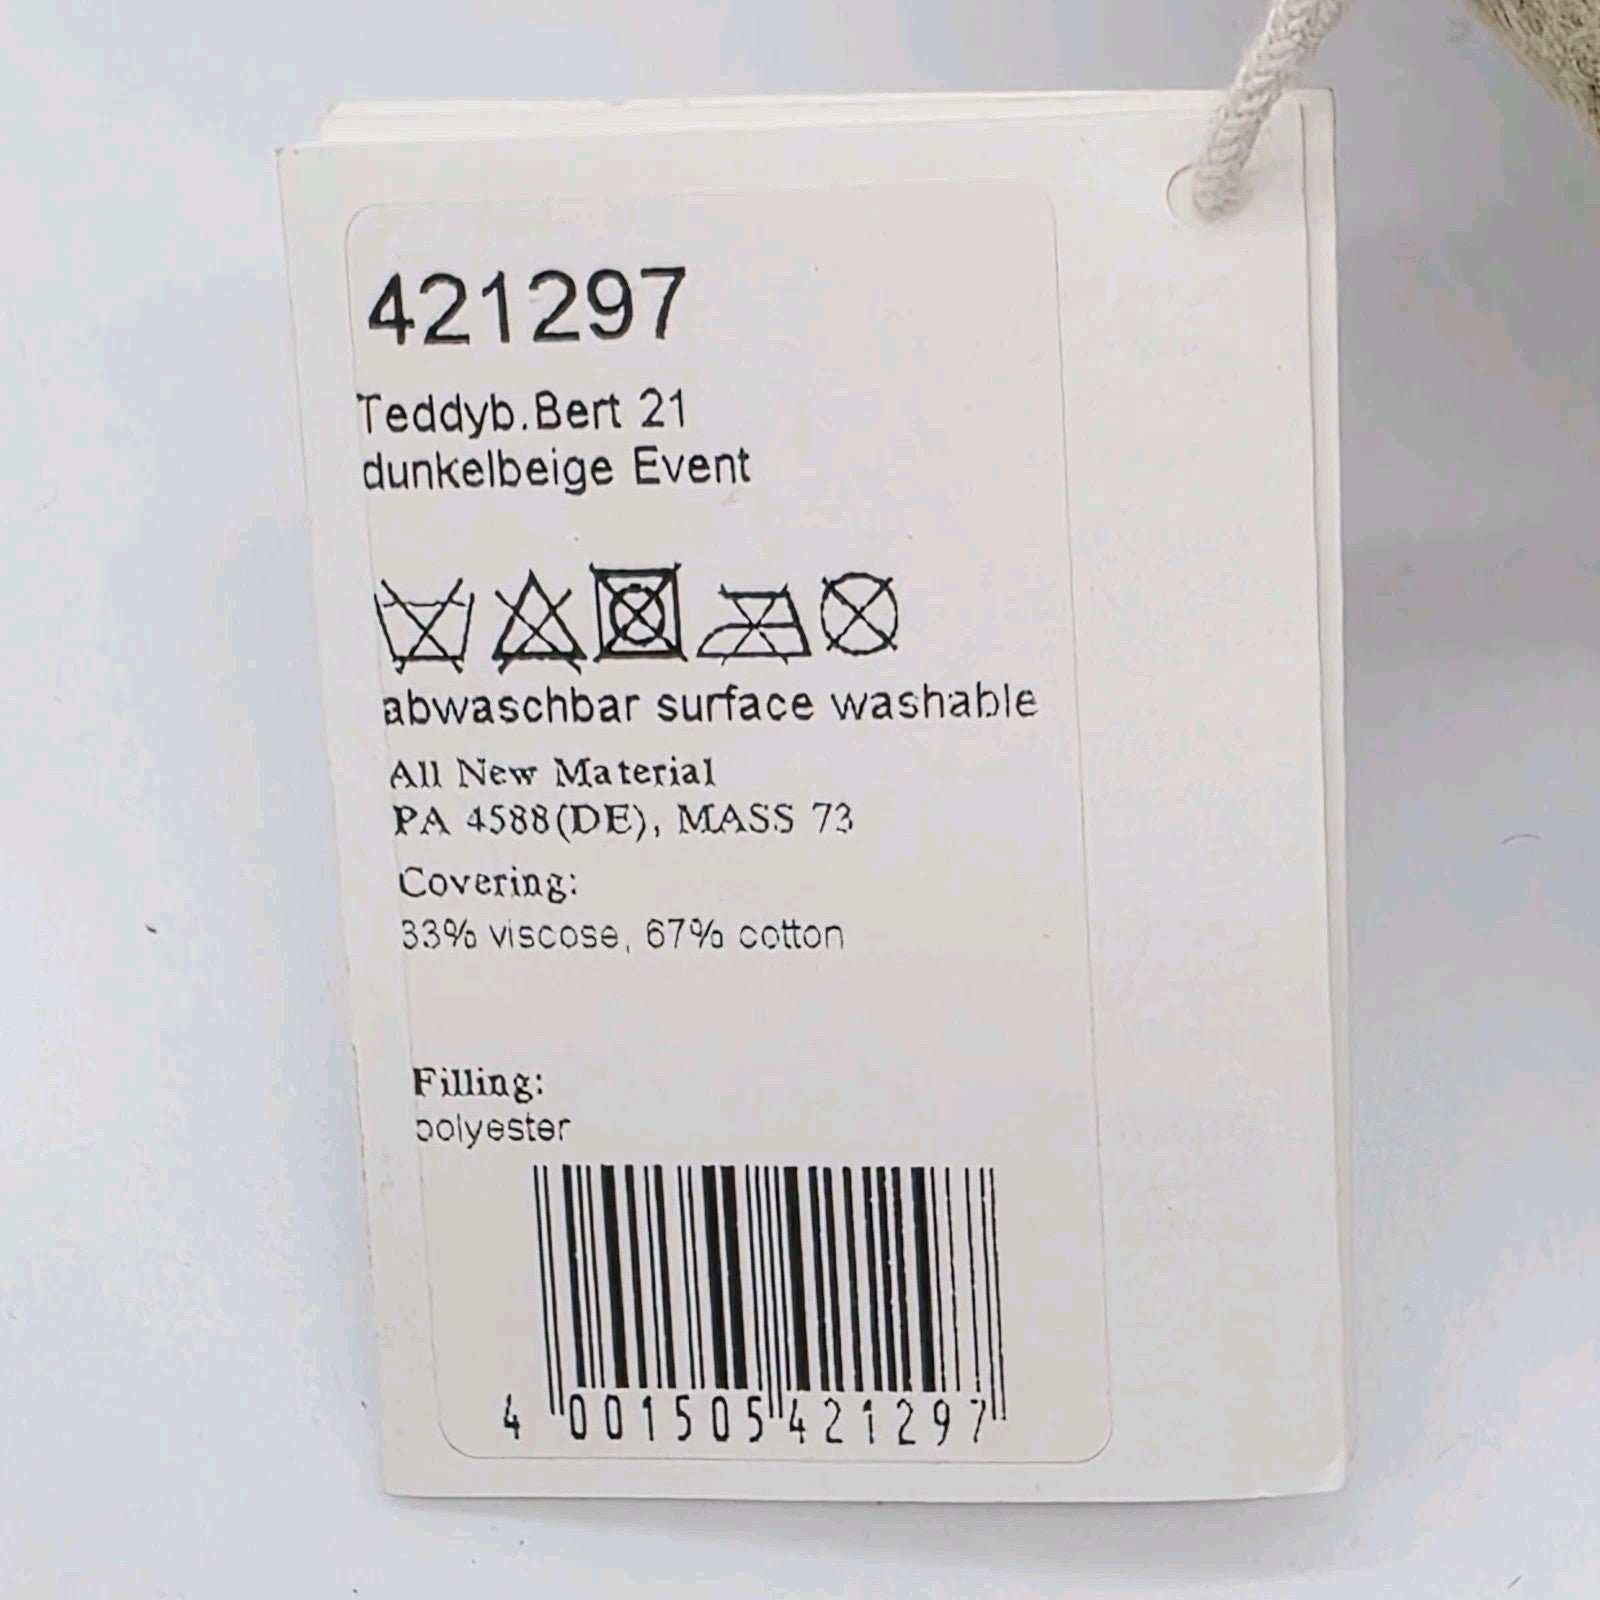 421297
Teddyb.Bert 21
dunkelbeige Event
abwaschbar surface washable
All New Material
PA 4588(DE), MASS 73
Covering:
33% viscose, 67% cotton
Filling:
polyester
4 001505 421297